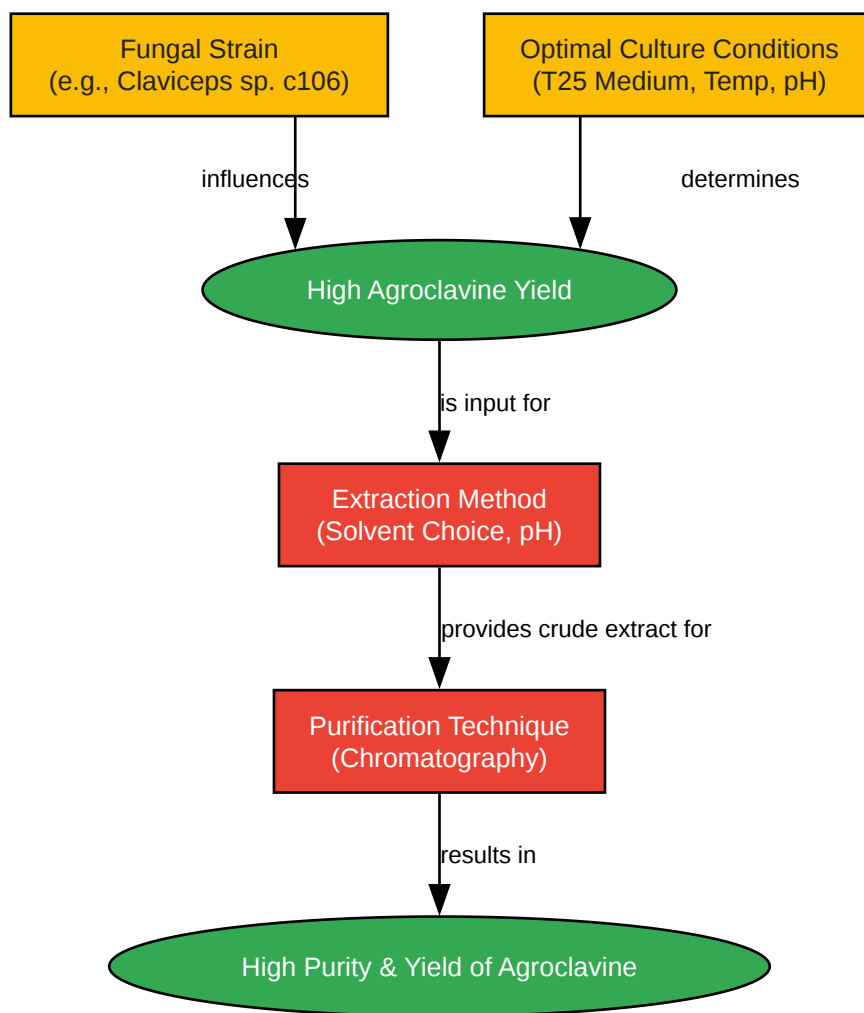 Fungal Strain
(e.g., Claviceps sp. c106)
Optimal Culture Conditions
(T25 Medium, Temp, pH)
influences
determines
High Agroclavine Yield
is input for
Extraction Method
(Solvent Choice, pH)
provides crude extract for
Purification Technique
(Chromatography)
results in
High Purity & Yield of Agroclavine